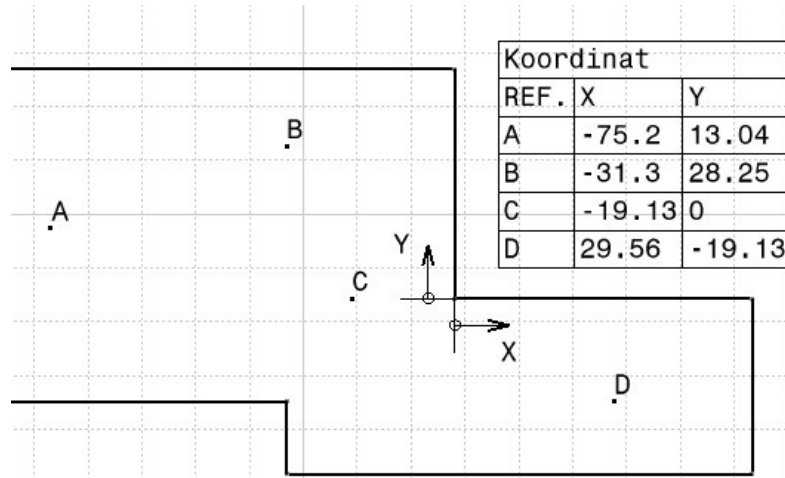 Koordinat
REF. X Y
A -75.2 13.04
B -31.3 28.25
C -19.13 0
D 29.56 -19.13
B
A
Y
C
X
D